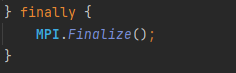 } finally {
    MPI.Finalize();
}